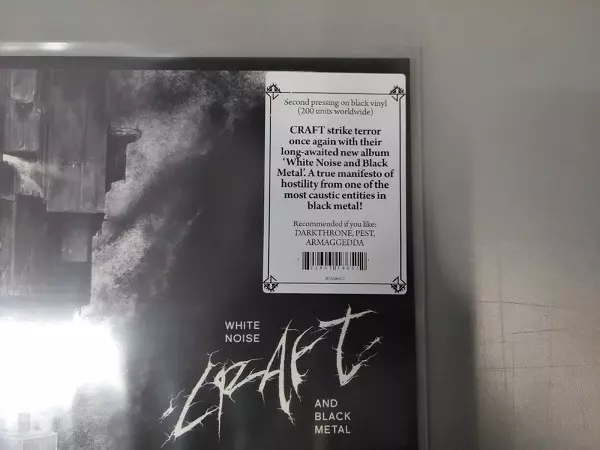 Second pressing on black vinyl
(200 units worldwide)
CRAFT strike terror
once again with their
long-awaited new album
‘White Noise and Black
Metal’. A true manifesto of
hostility from one of the
most caustic entities in
black metal!
Recommended if you like:
DARKTHRONE, PEST,
ARMAGGEDDA
WHITE
NOISE
CRAFT
AND
BLACK
METAL